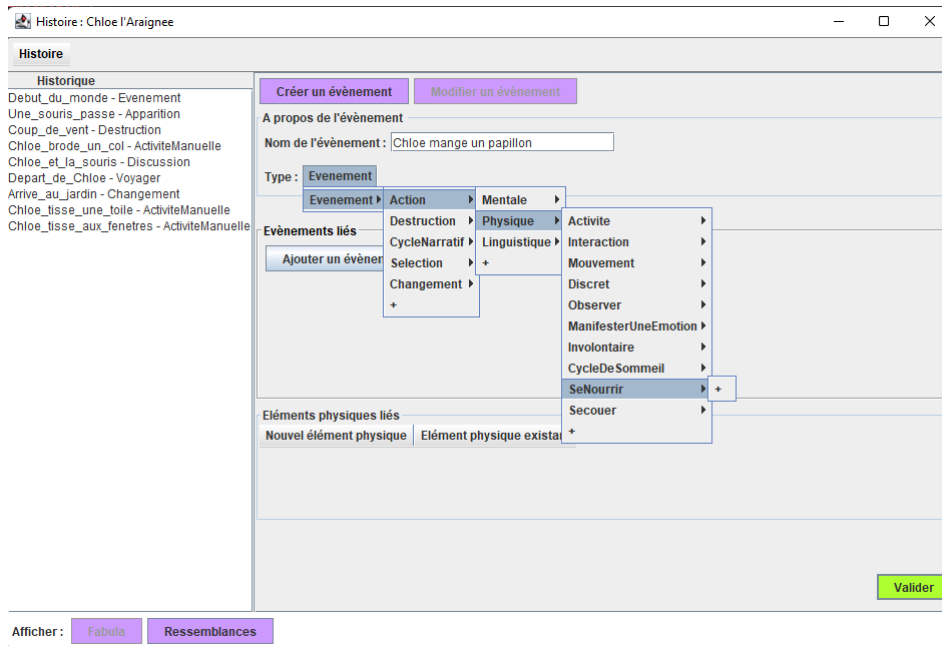 Histoire : Chloe l'Araignee
Histoire
Historique
Debut_du_monde - Evenement
Une_souris_passe - Apparition
Coup_de_vent - Destruction
Chloe_brode_un_col - ActiviteManuelle
Chloe_et_la_souris - Discussion
Depart_de_Chloe - Voyager
Arrive_au_jardin - Changement
Chloe_tisse_une_toile - ActiviteManuelle
Chloe_tisse_aux_fenetres - ActiviteManuelle
Créer un évènement
Modifier un évènement
A propos de l'évènement
Nom de l'évènement : Chloe mange un papillon
Type : Evenement
Evenement
Action
Destruction
CycleNarratif
Selection
Changement
+
Mentale
Physique
Linguistique
+
Activite
Interaction
Mouvement
Discret
Observer
ManifesterUneEmotion
Involontaire
CycleDeSommeil
SeNourrir
Secouer
+
+
Evènements liés
Ajouter un évèner
Eléments physiques liés
Nouvel élément physique
Elément physique exista
Valider
Afficher :
Fabula
Ressemblances